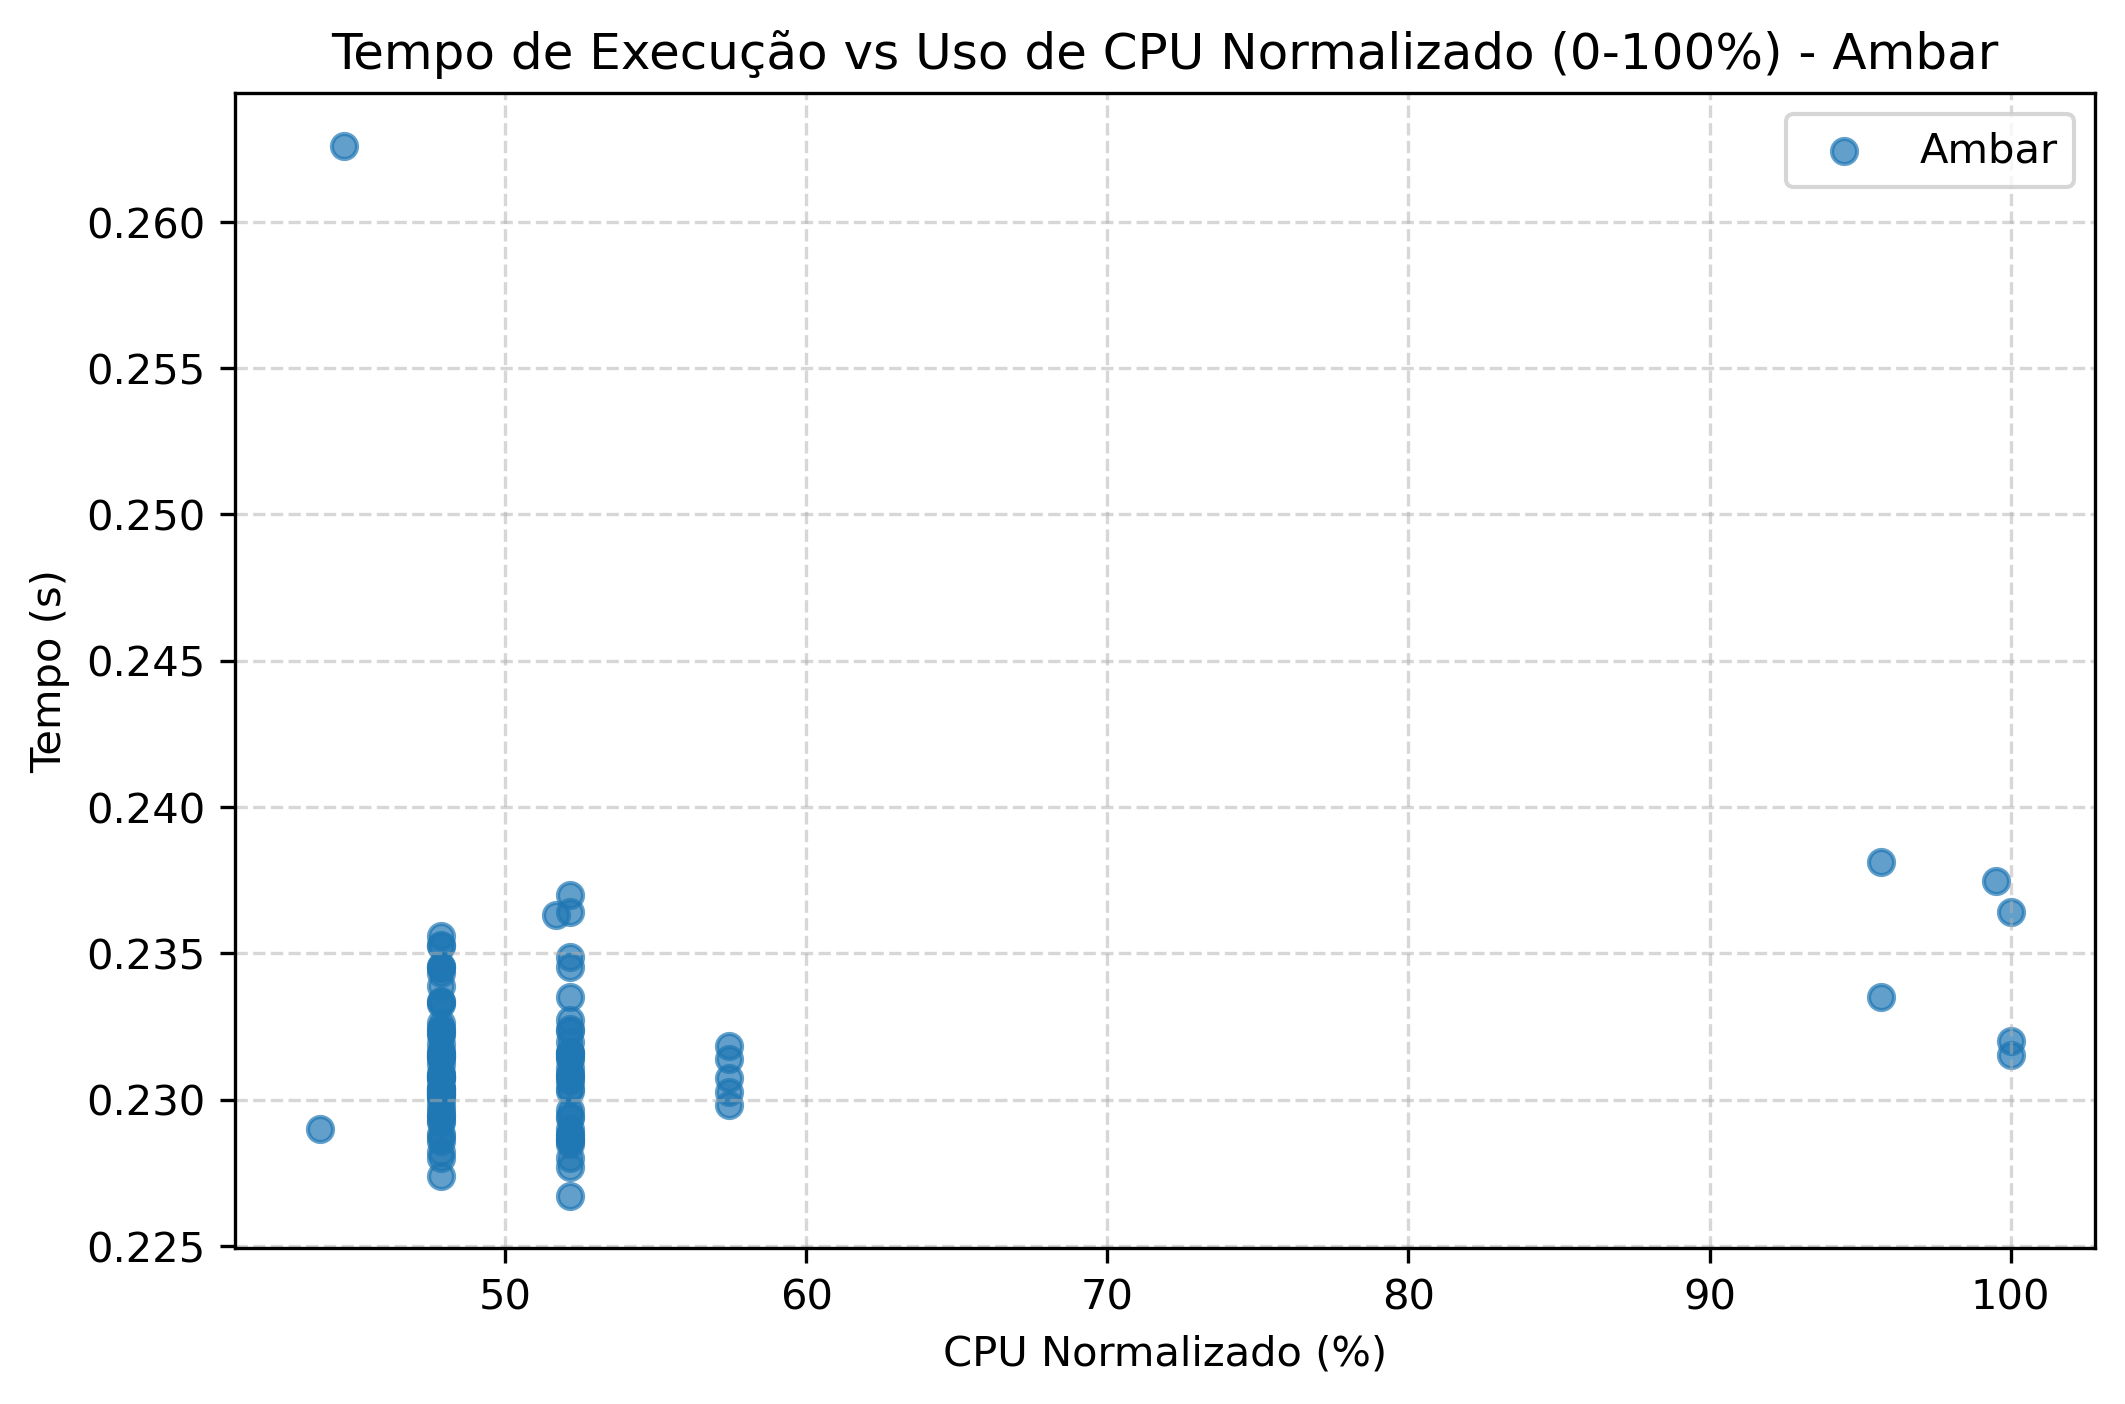 Tempo de Execução vs Uso de CPU Normalizado (0-100%) - Ambar
Ambar
0.260
0.255
0.250
0.245
0.240
0.235
0.230
0.225
Tempo (s)
50 60 70 80 90 100
CPU Normalizado (%)